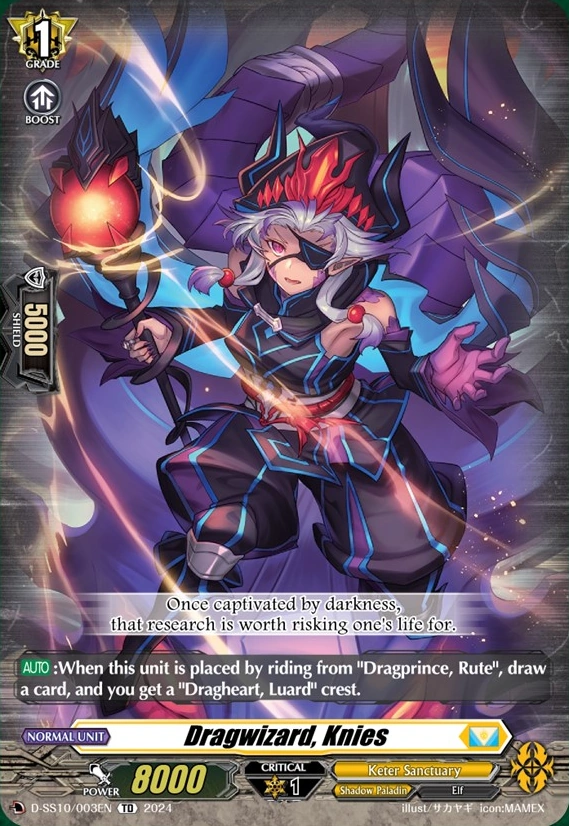 1
GRADE
BOOST
5000
SHIELD
Once captivated by darkness,
that research is worth risking one's life for.
AUTO :When this unit is placed by riding from "Dragprince, Rute", draw
a card, and you get a "Dragheart, Luard" crest.
NORMAL UNIT
Dragwizard, Knies
POWER 8000
CRITICAL
1
Keter Sanctuary
Shadow Paladin Elf
D-SS10/003EN TD 2024 illust/サカヤギ icon:MAMEX